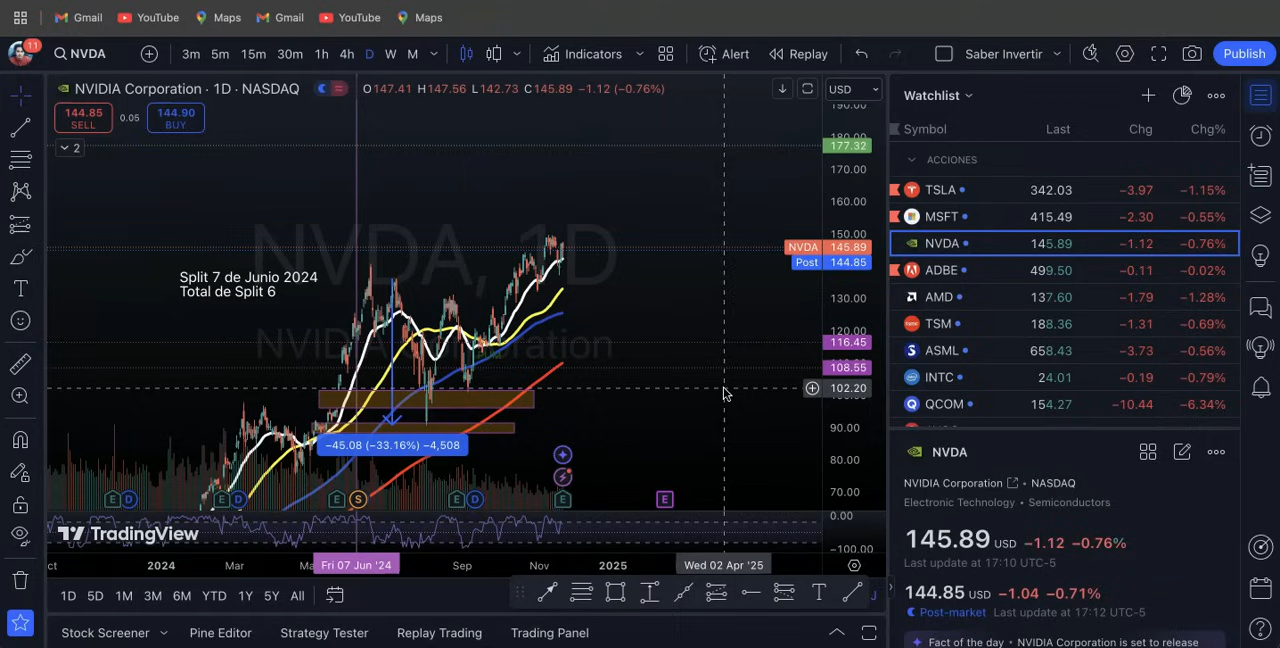 Gmail YouTube Maps Gmail YouTube Maps
11 NVDA 3m 5m 15m 30m 1h 4h D W M Indicators Alert Replay Saber Invertir Publish
NVIDIA Corporation · 1D · NASDAQ O147.41 H147.56 L142.73 C145.89 −1.12 (−0.76%) USD
144.85 SELL 0.05 144.90 BUY
2
NVDA, 1D
NVIDIA Corporation
Split 7 de Junio 2024
Total de Split 6
−45.08 (−33.16%) −4,508
190.00
180.00
177.32
170.00
160.00
150.00
NVDA 145.89
Post 144.85
130.00
120.00
116.45
108.55
102.20
90.00
80.00
70.00
0.00
−100.00
E D E D E S E D E E
TradingView
2024 Mar Fri 07 Jun '24 Sep Nov 2025 Wed 02 Apr '25
1D 5D 1M 3M 6M YTD 1Y 5Y All
Stock Screener Pine Editor Strategy Tester Replay Trading Trading Panel
Watchlist
Symbol Last Chg Chg%
ACCIONES
TSLA 342.03 −3.97 −1.15%
MSFT 415.49 −2.30 −0.55%
NVDA 145.89 −1.12 −0.76%
ADBE 499.50 −0.11 −0.02%
AMD 137.60 −1.79 −1.28%
TSM 188.36 −1.31 −0.69%
ASML 658.43 −3.73 −0.56%
INTC 24.01 −0.19 −0.79%
QCOM 154.27 −10.44 −6.34%
NVDA
NVIDIA Corporation • NASDAQ
Electronic Technology • Semiconductors
145.89 USD −1.12 −0.76%
Last update at 17:10 UTC-5
144.85 USD −1.04 −0.71%
Post-market Last update at 17:12 UTC-5
Fact of the day • NVIDIA Corporation is set to release